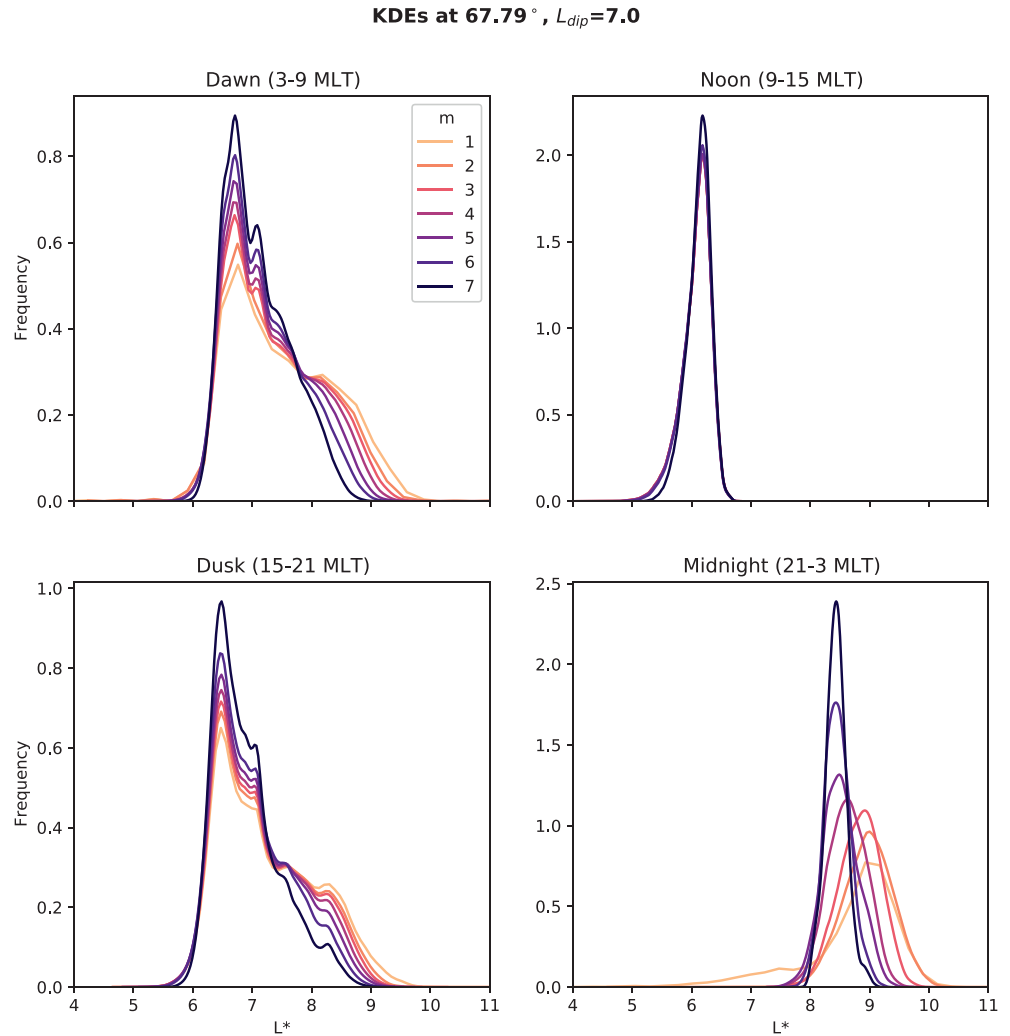 KDEs at 67.79°, L_dip=7.0
Dawn (3-9 MLT)
Noon (9-15 MLT)
Frequency
0.8
0.6
0.4
0.2
0.0
m
1
2
3
4
5
6
7
2.0
1.5
1.0
0.5
0.0
Dusk (15-21 MLT)
Midnight (21-3 MLT)
Frequency
1.0
0.8
0.6
0.4
0.2
0.0
4 5 6 7 8 9 10 11
L*
2.5
2.0
1.5
1.0
0.5
0.0
4 5 6 7 8 9 10 11
L*